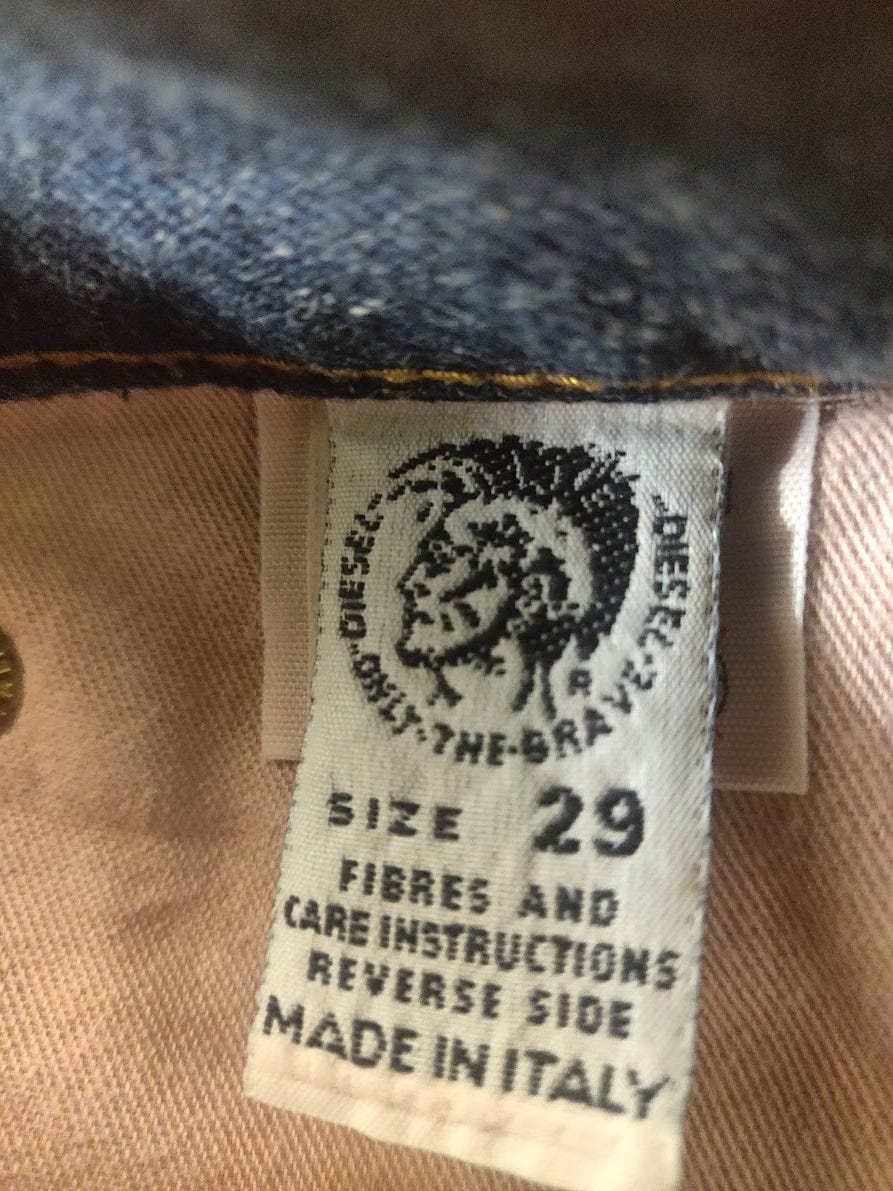 "DIESEL"
"DIESEL"
ONLY·THE·BRAVE·
R
SIZE 29
FIBRES AND
CARE INSTRUCTIONS
REVERSE SIDE
MADE IN ITALY